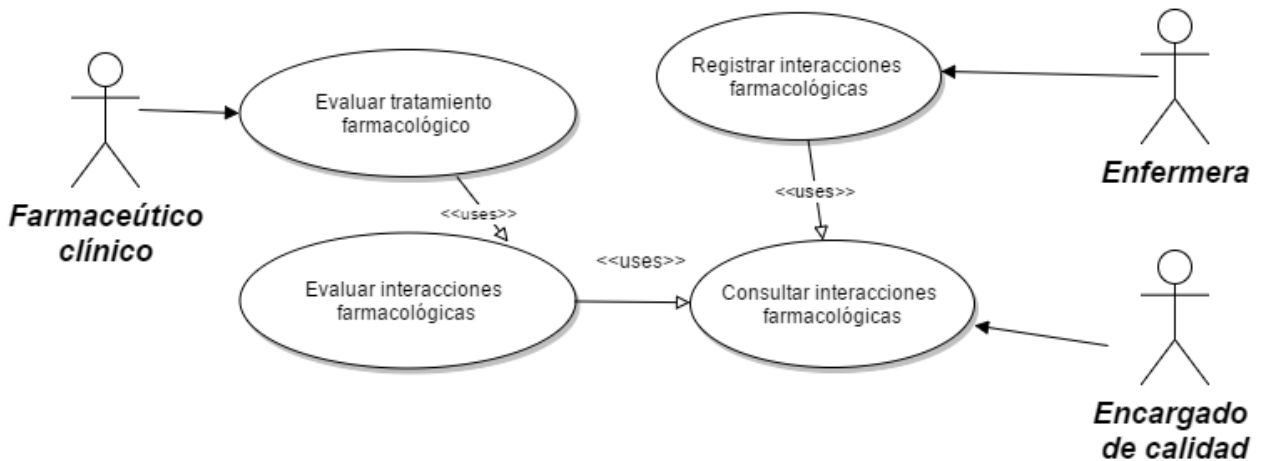 Evaluar tratamiento
farmacológico
Registrar interacciones
farmacológicas
Enfermera
Farmaceútico
clínico
<<uses>>
<<uses>>
Evaluar interacciones
farmacológicas
<<uses>>
Consultar interacciones
farmacológicas
Encargado
de calidad